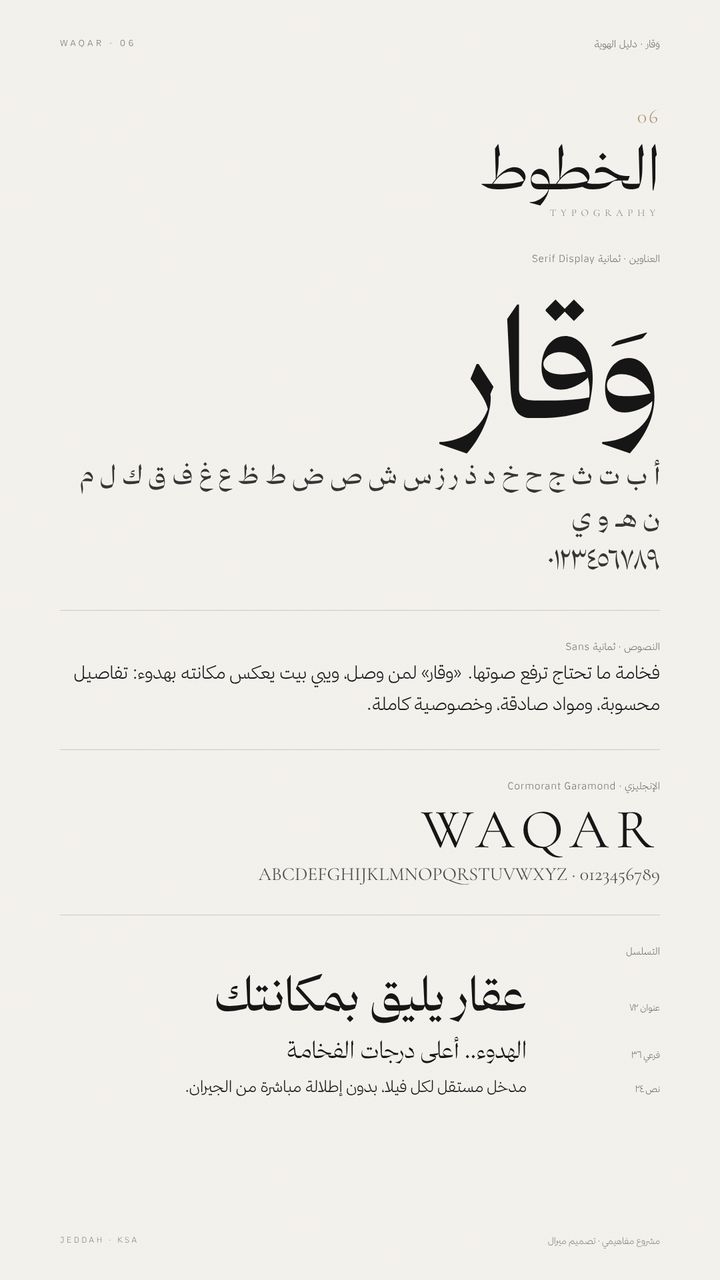 WAQAR · 06
وقار · دليل الهوية
06
الخطوط
TYPOGRAPHY
العناوين · ثمانية Serif Display
وَقار
أ ب ت ث ج ح خ د ذ ر ز س ش ص ض ط ظ ع غ ف ق ك ل م
ن هـ و ي
٠١٢٣٤٥٦٧٨٩
النصوص · ثمانية Sans
فخامة ما تحتاج ترفع صوتها. «وقار» لمن وصل، ويبي بيت يعكس مكانته بهدوء: تفاصيل
محسوبة، ومواد صادقة، وخصوصية كاملة.
الإنجليزي · Cormorant Garamond
WAQAR
ABCDEFGHIJKLMNOPQRSTUVWXYZ · 0123456789
التسلسل
عنوان ٧٢
عقار يليق بمكانتك
فرعي ٣٦
الهدوء.. أعلى درجات الفخامة
نص ٢٤
مدخل مستقل لكل فيلا، بدون إطلالة مباشرة من الجيران.
JEDDAH · KSA
مشروع مفاهيمي · تصميم ميرال